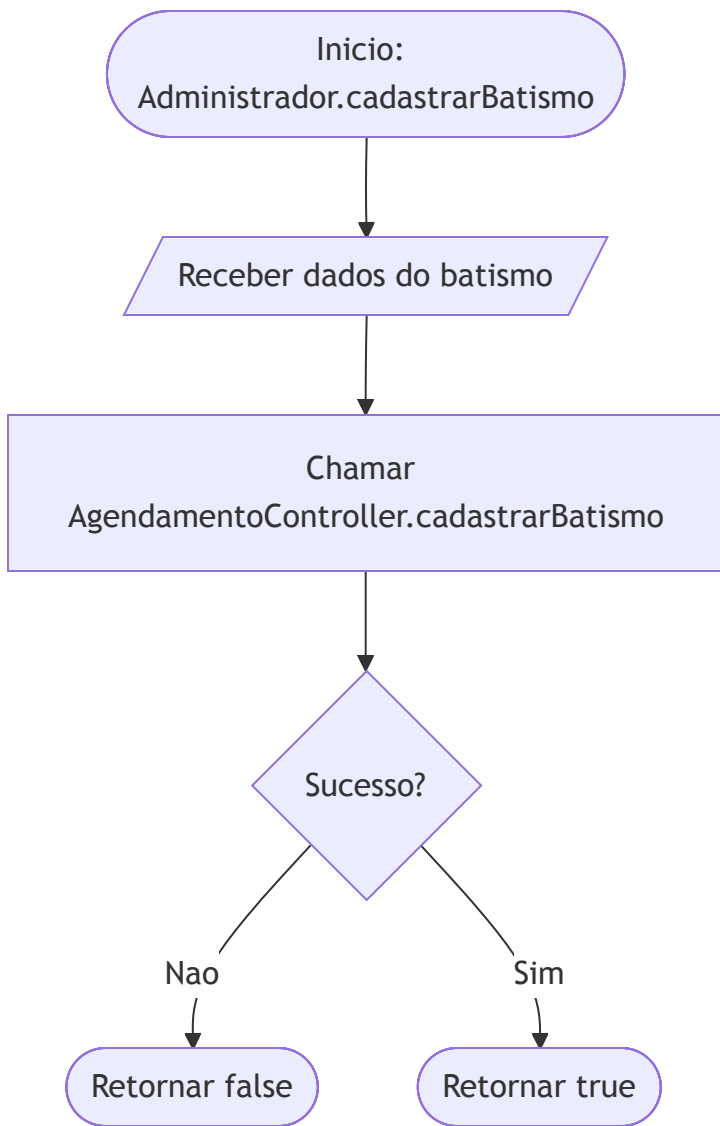 Inicio:
Administrador.cadastrarBatismo
Receber dados do batismo
Chamar
AgendamentoController.cadastrarBatismo
Sucesso?
Nao
Sim
Retornar false
Retornar true